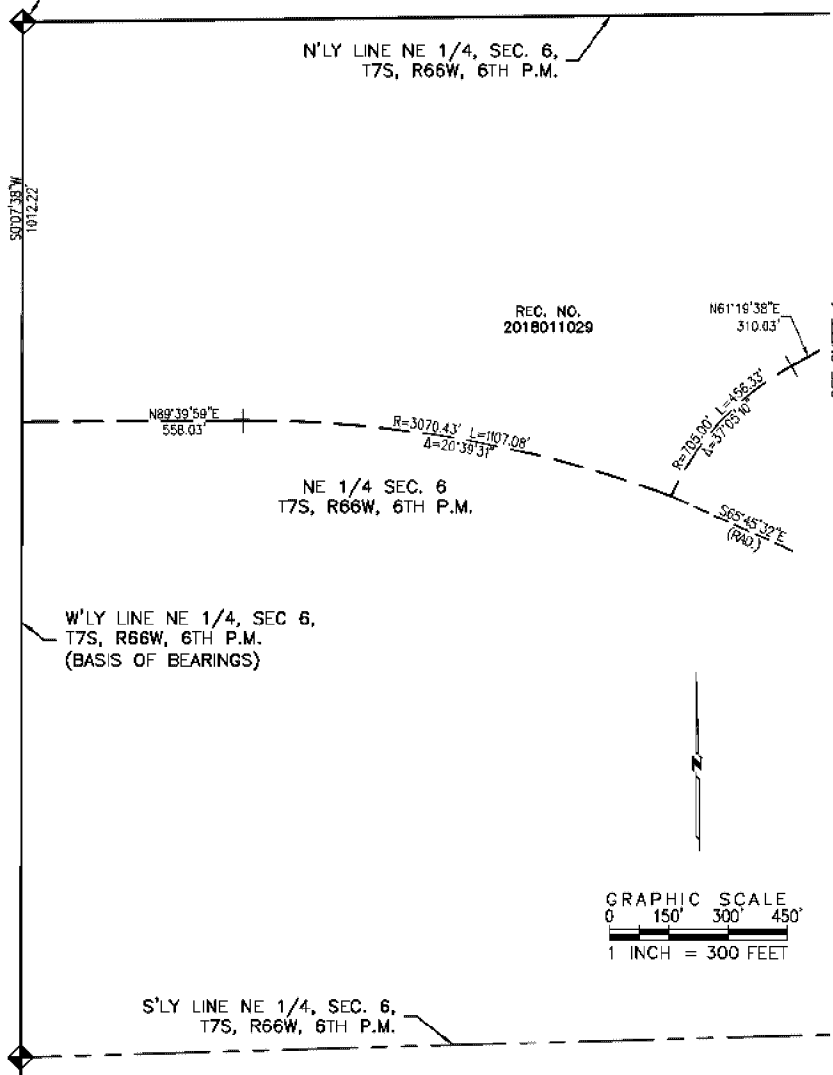 N'LY LINE NE 1/4, SEC. 6,
T7S, R66W, 6TH P.M.
S0°07'38"W
1012.22'
REC. NO.
2018011029
N61°19'38"E
310.03'
R=705.00' L=456.33'
Δ=37°05'10"
N89°39'59"E
558.03'
R=3070.43' L=1107.08'
Δ=20°39'31"
NE 1/4 SEC. 6
T7S, R66W, 6TH P.M.
S65°45'32"E
(RAD.)
W'LY LINE NE 1/4, SEC 6,
T7S, R66W, 6TH P.M.
(BASIS OF BEARINGS)
N
GRAPHIC SCALE
0 150' 300' 450'
1 INCH = 300 FEET
S'LY LINE NE 1/4, SEC. 6,
T7S, R66W, 6TH P.M.